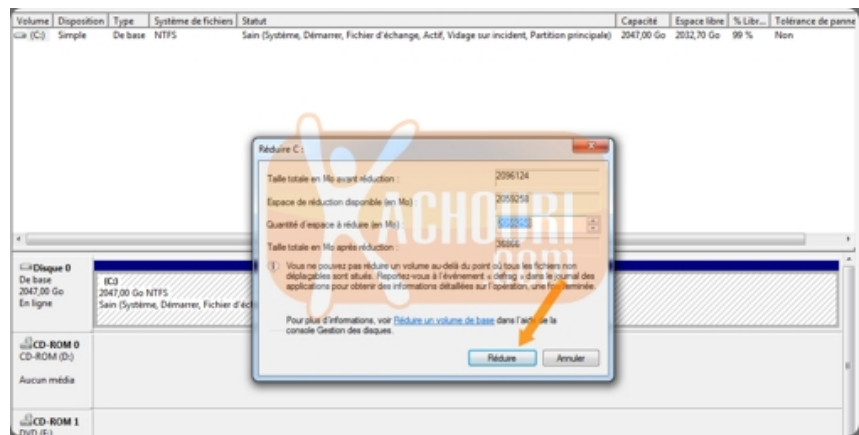 Volume Disposition Type Système de fichiers Statut Capacité Espace libre % Libr... Tolérance de panne
(C:) Simple De base NTFS Sain (Système, Démarrer, Fichier d'échange, Actif, Vidage sur incident, Partition principale) 2047,00 Go 2032,70 Go 99 % Non
Réduire C :
Taille totale en Mo avant réduction : 2096124
Espace de réduction disponible (en Mo) : 2059258
Quantité d'espace à réduire (en Mo) :
Taille totale en Mo après réduction : 36866
Vous ne pouvez pas réduire un volume au-delà du point où tous les fichiers non
déplaçables sont situés. Reportez-vous à l'événement « defrag » dans le journal des
applications pour obtenir des informations détaillées sur l'opération, une fois terminée.
Pour plus d'informations, voir Réduire un volume de base dans l'aide de la
console Gestion des disques.
Réduire Annuler
ACHOURI
.com
Disque 0
De base
2047,00 Go
En ligne
(C:)
2047,00 Go NTFS
Sain (Système, Démarrer, Fichier d'éch
CD-ROM 0
CD-ROM (D:)
Aucun média
CD-ROM 1
DVD (E:)